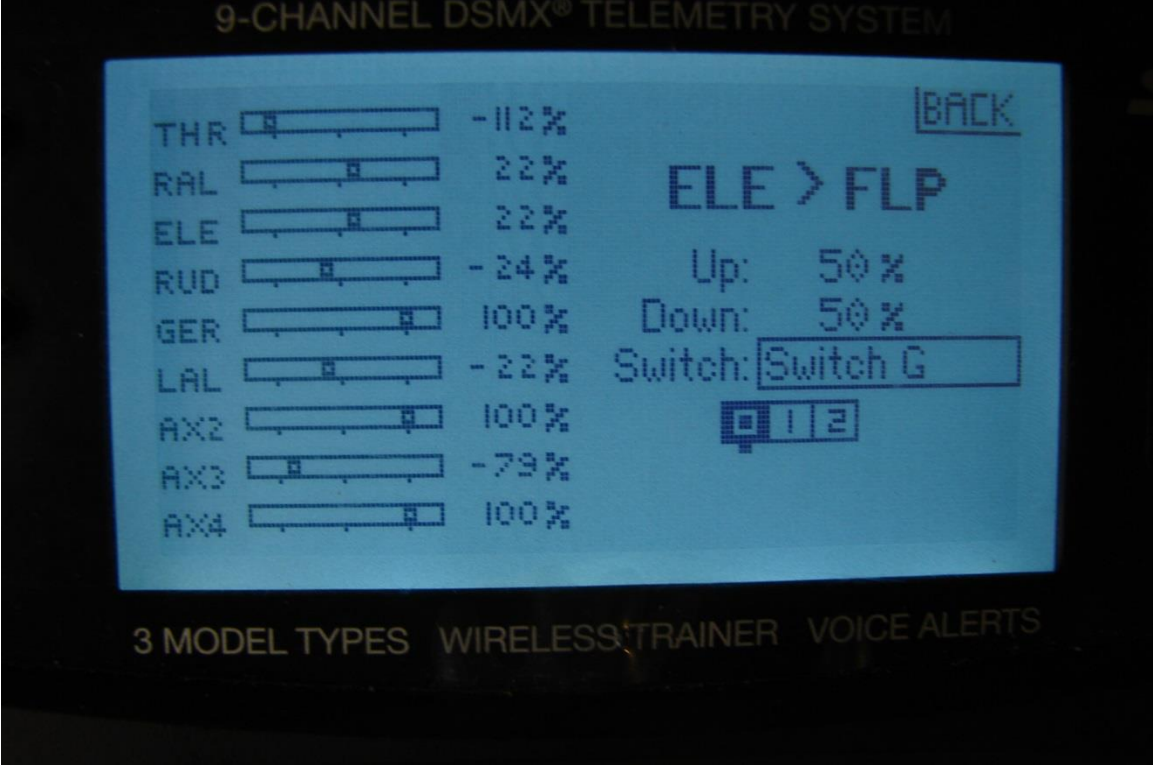 9-CHANNEL DSMX® TELEMETRY SYSTEM
BACK
THR -112%
RAL 22%
ELE 22%
RUD -24%
GER 100%
LAL -22%
AX2 100%
AX3 -79%
AX4 100%
ELE > FLP
Up: 50%
Down: 50%
Switch: Switch G
0 1 2
3 MODEL TYPES WIRELESS TRAINER VOICE ALERTS